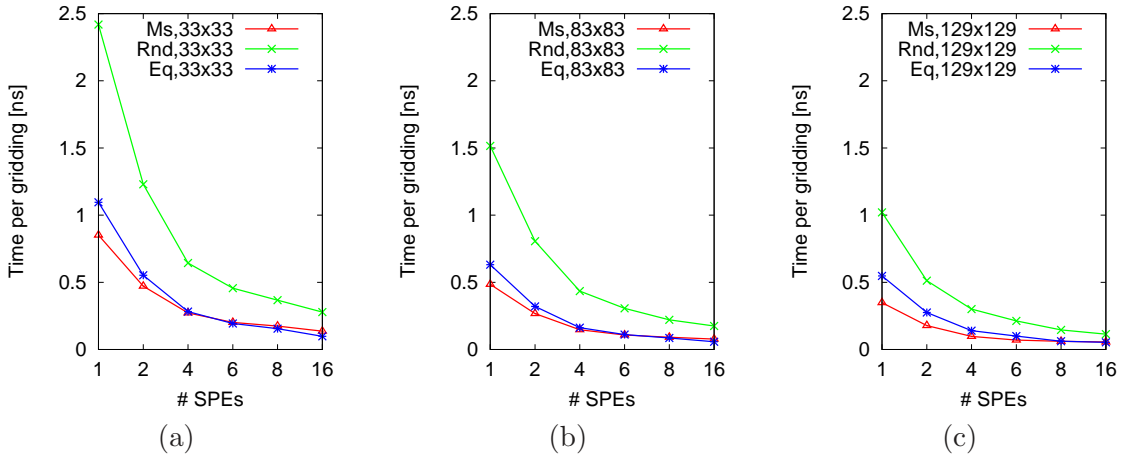 Time per gridding [ns]
2.5
2
1.5
1
0.5
0
Ms,33x33
Rnd,33x33
Eq,33x33
1 2 4 6 8 16
# SPEs
(a)
Time per gridding [ns]
2.5
2
1.5
1
0.5
0
Ms,83x83
Rnd,83x83
Eq,83x83
1 2 4 6 8 16
# SPEs
(b)
Time per gridding [ns]
2.5
2
1.5
1
0.5
0
Ms,129x129
Rnd,129x129
Eq,129x129
1 2 4 6 8 16
# SPEs
(c)